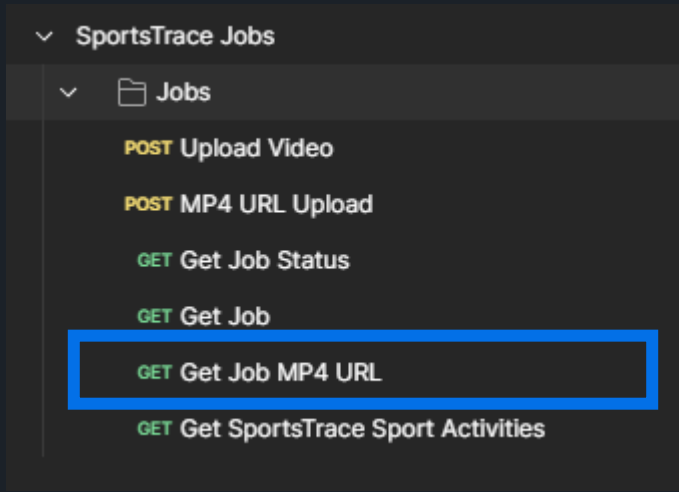 SportsTrace Jobs
Jobs
POST Upload Video
POST MP4 URL Upload
GET Get Job Status
GET Get Job
GET Get Job MP4 URL
GET Get SportsTrace Sport Activities